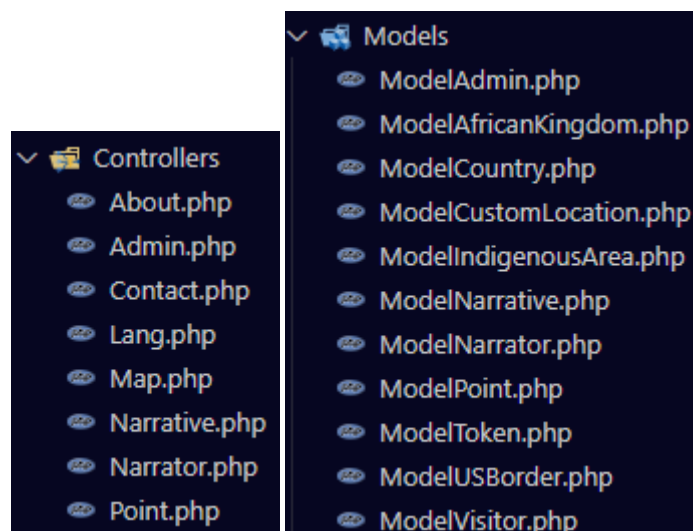 Controllers
About.php
Admin.php
Contact.php
Lang.php
Map.php
Narrative.php
Narrator.php
Point.php
Models
ModelAdmin.php
ModelAfricanKingdom.php
ModelCountry.php
ModelCustomLocation.php
ModelIndigenousArea.php
ModelNarrative.php
ModelNarrator.php
ModelPoint.php
ModelToken.php
ModelUSBorder.php
ModelVisitor.php